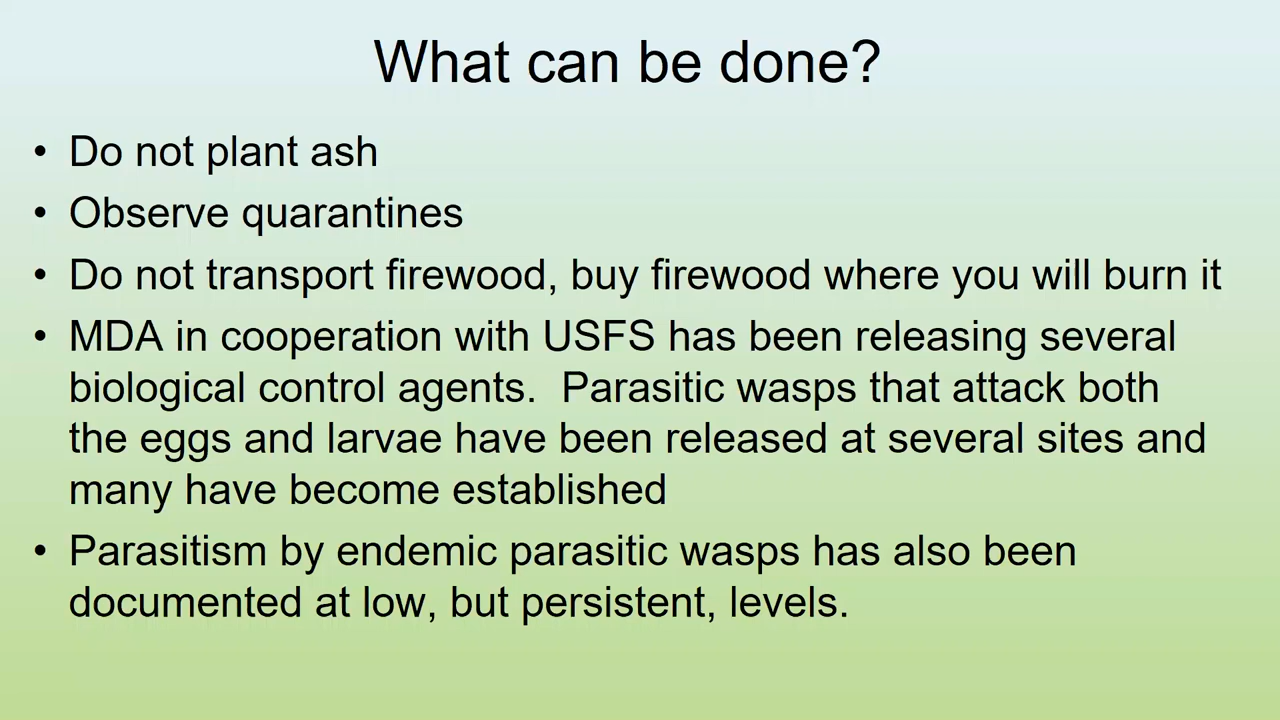 What can be done?
• Do not plant ash
• Observe quarantines
• Do not transport firewood, buy firewood where you will burn it
• MDA in cooperation with USFS has been releasing several
biological control agents.  Parasitic wasps that attack both
the eggs and larvae have been released at several sites and
many have become established
• Parasitism by endemic parasitic wasps has also been
documented at low, but persistent, levels.